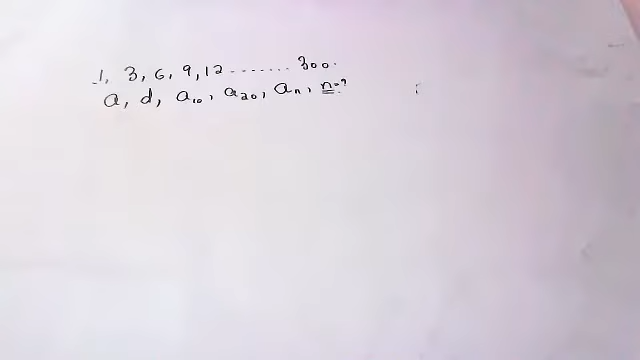 1, 3, 6, 9, 12 ....... 300.
a, d, a₁₀, a₂₀, aₙ, n=?